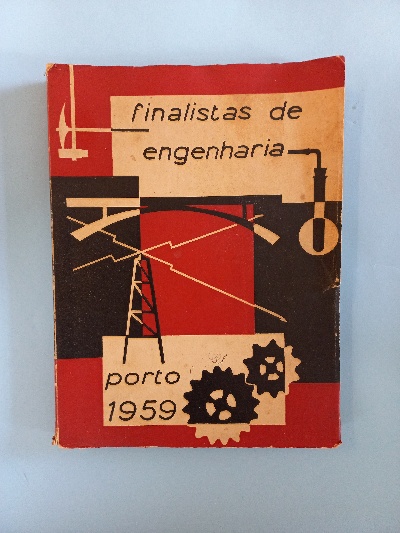 finalistas de
engenharia
porto
1959